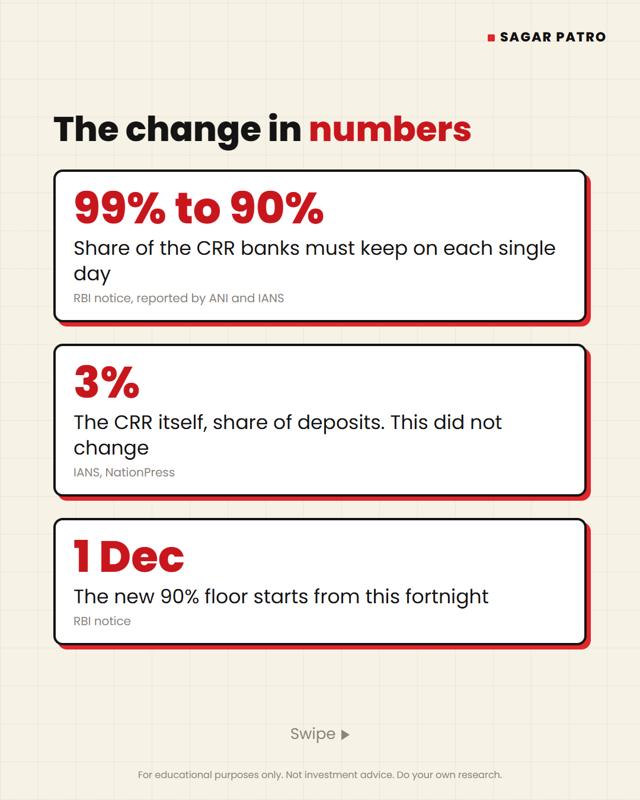 SAGAR PATRO
The change in numbers
99% to 90%
Share of the CRR banks must keep on each single
day
RBI notice, reported by ANI and IANS
3%
The CRR itself, share of deposits. This did not
change
IANS, NationPress
1 Dec
The new 90% floor starts from this fortnight
RBI notice
Swipe
For educational purposes only. Not investment advice. Do your own research.